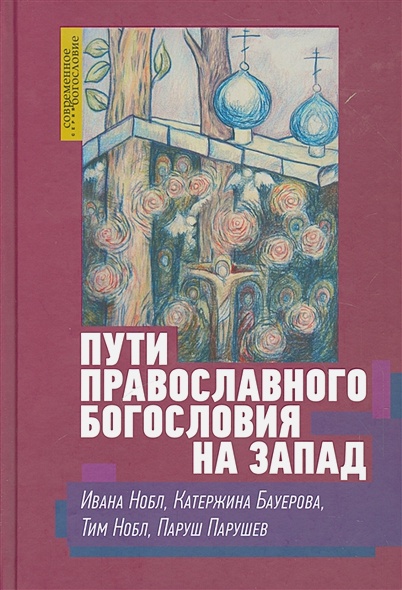 современное
серия богословие
ПУТИ
ПРАВОСЛАВНОГО
БОГОСЛОВИЯ
НА ЗАПАД
Ивана Нобл, Катержина Бауерова,
Тим Нобл, Паруш Парушев